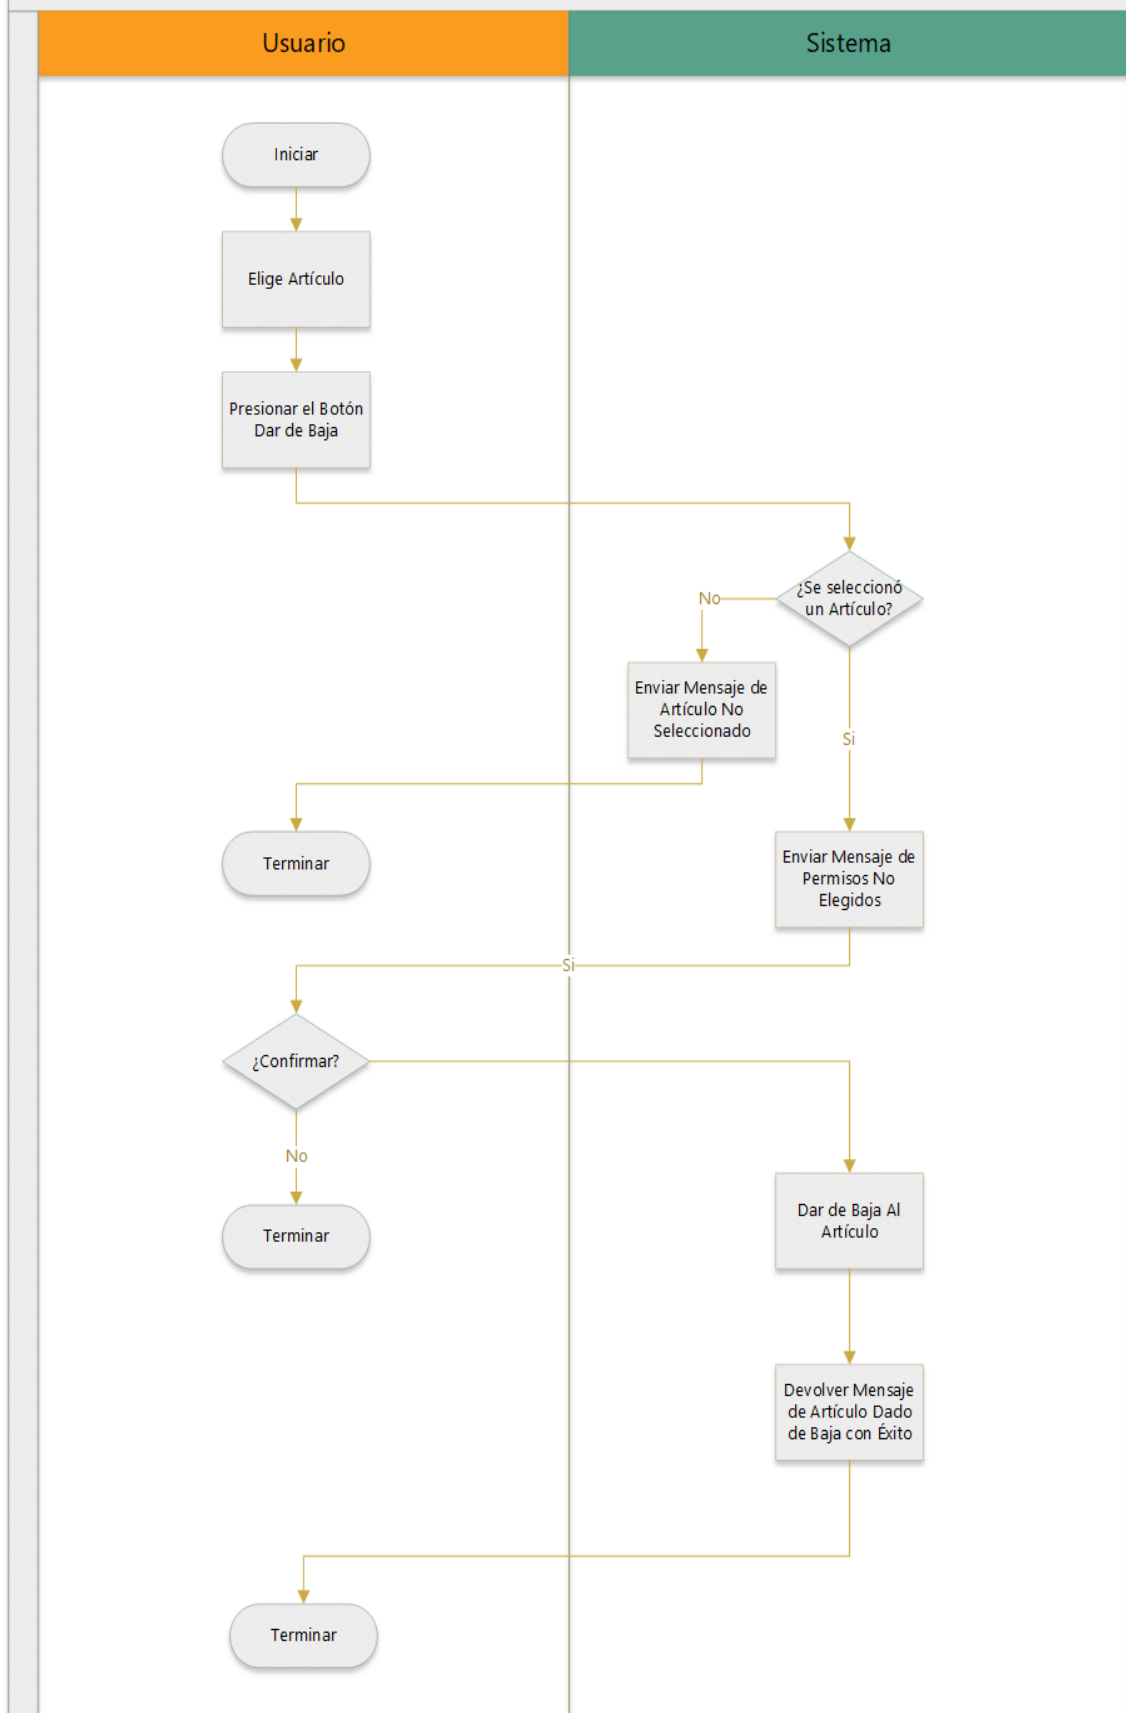 Usuario
Sistema
Iniciar
Elige Artículo
Presionar el Botón
Dar de Baja
¿Se seleccionó
un Artículo?
No
Enviar Mensaje de
Artículo No
Seleccionado
Si
Terminar
Enviar Mensaje de
Permisos No
Elegidos
Si
¿Confirmar?
No
Terminar
Dar de Baja Al
Artículo
Devolver Mensaje
de Artículo Dado
de Baja con Éxito
Terminar